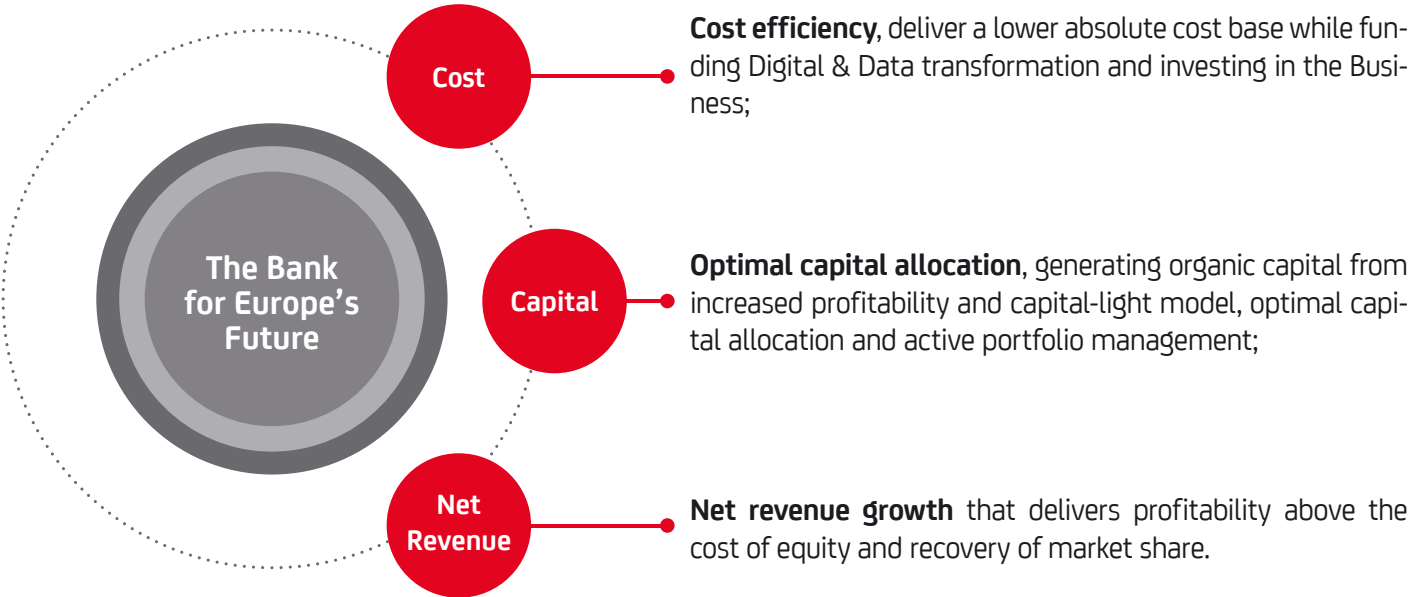 Cost
Cost efficiency, deliver a lower absolute cost base while fun-
ding Digital & Data transformation and investing in the Busi-
ness;
The Bank
for Europe's
Future
Capital
Optimal capital allocation, generating organic capital from
increased profitability and capital-light model, optimal capi-
tal allocation and active portfolio management;
Net
Revenue
Net revenue growth that delivers profitability above the
cost of equity and recovery of market share.